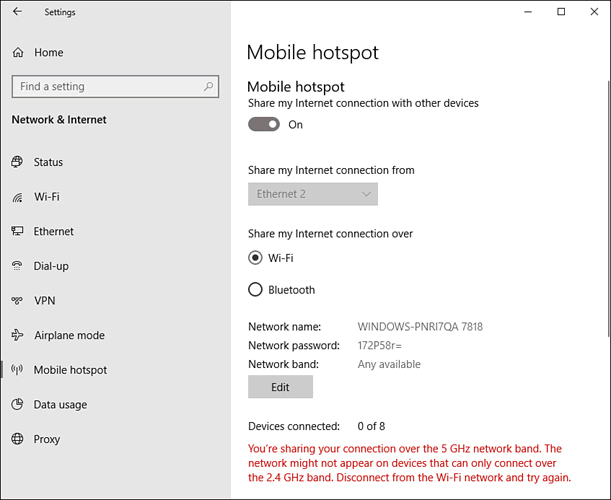 Settings
Home
Find a setting
Network & Internet
Status
Wi-Fi
Ethernet
Dial-up
VPN
Airplane mode
Mobile hotspot
Data usage
Proxy
Mobile hotspot
Mobile hotspot
Share my Internet connection with other devices
On
Share my Internet connection from
Ethernet 2
Share my Internet connection over
Wi-Fi
Bluetooth
Network name: WINDOWS-PNRI7QA 7818
Network password: 172P58r=
Network band: Any available
Edit
Devices connected: 0 of 8
You're sharing your connection over the 5 GHz network band. The
network might not appear on devices that can only connect over
the 2.4 GHz band. Disconnect from the Wi-Fi network and try again.